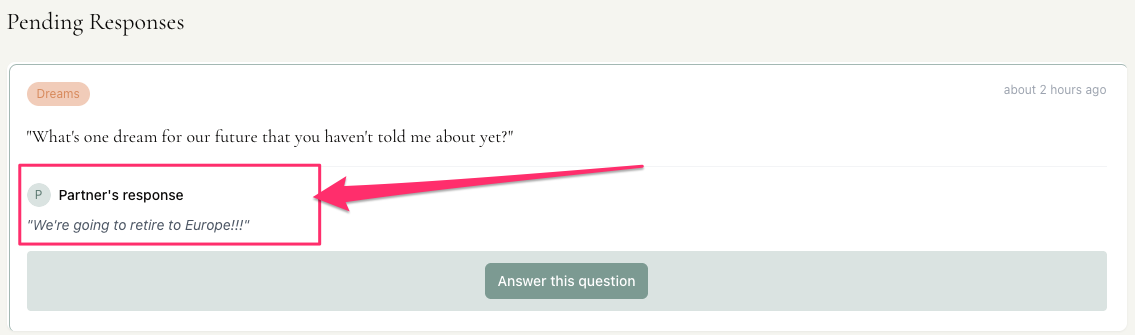 Pending Responses
Dreams
about 2 hours ago
"What's one dream for our future that you haven't told me about yet?"
P
Partner's response
"We're going to retire to Europe!!!"
Answer this question